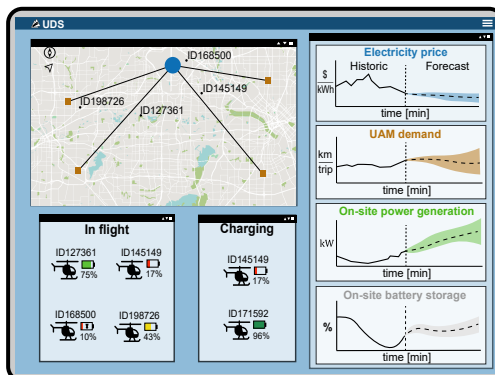 UDS
ID168500
ID145149
ID198726
ID127361
In flight
ID127361
75%
ID145149
17%
ID168500
10%
ID198726
43%
Charging
ID145149
17%
ID171592
96%
Electricity price
Historic
Forecast
$
kWh
time [min]
UAM demand
km
trip
time [min]
On-site power generation
kW
time [min]
On-site battery storage
%
time [min]